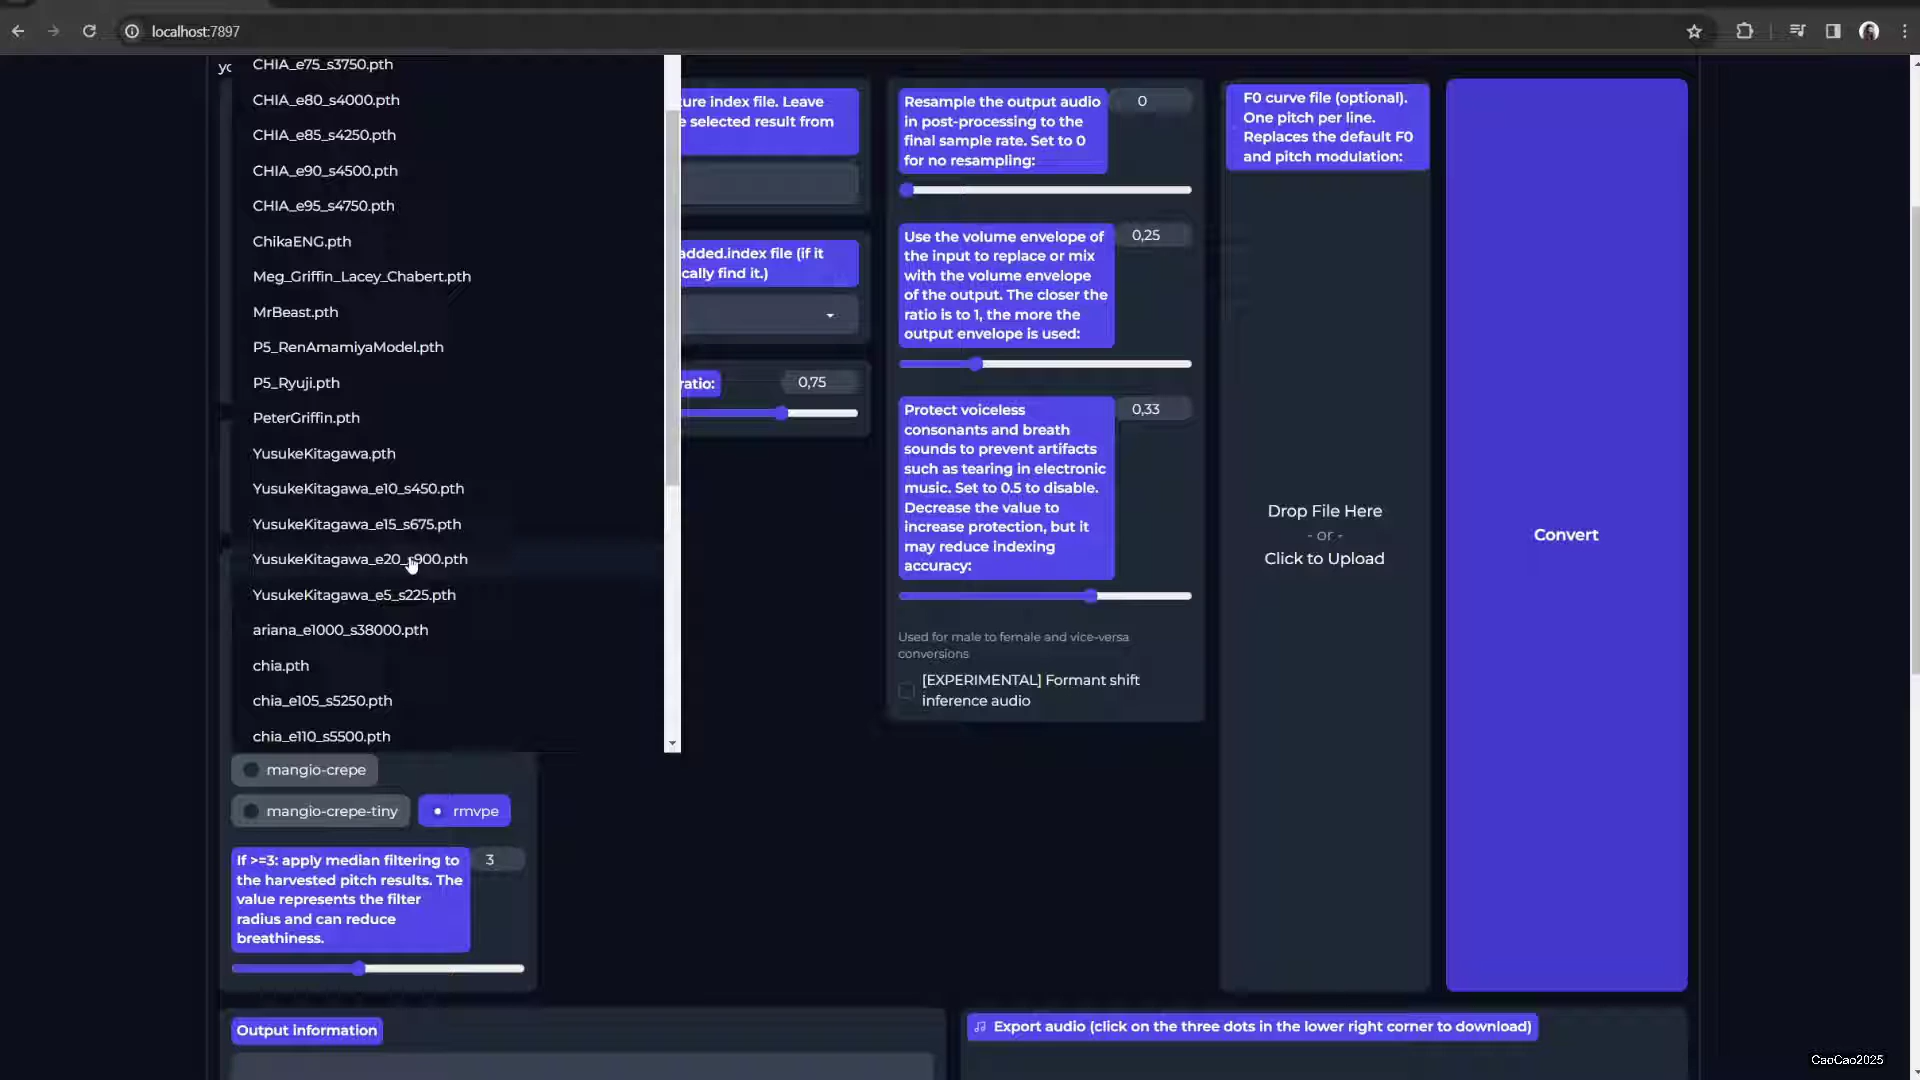 localhost:7897
yc
CHIA_e75_s3750.pth
CHIA_e80_s4000.pth
CHIA_e85_s4250.pth
CHIA_e90_s4500.pth
CHIA_e95_s4750.pth
ChikaENG.pth
Meg_Griffin_Lacey_Chabert.pth
MrBeast.pth
P5_RenAmamiyaModel.pth
P5_Ryuji.pth
PeterGriffin.pth
YusukeKitagawa.pth
YusukeKitagawa_e10_s450.pth
YusukeKitagawa_e15_s675.pth
YusukeKitagawa_e20_s900.pth
YusukeKitagawa_e5_s225.pth
ariana_e1000_s38000.pth
chia.pth
chia_e105_s5250.pth
chia_e110_s5500.pth
mangio-crepe
mangio-crepe-tiny
rmvpe
If >=3: apply median filtering to
the harvested pitch results. The
value represents the filter
radius and can reduce
breathiness.
3
ture index file. Leave
e selected result from
added.index file (if it
cally find it.)
ratio:
0,75
Resample the output audio
in post-processing to the
final sample rate. Set to 0
for no resampling:
0
Use the volume envelope of
the input to replace or mix
with the volume envelope
of the output. The closer the
ratio is to 1, the more the
output envelope is used:
0,25
Protect voiceless
consonants and breath
sounds to prevent artifacts
such as tearing in electronic
music. Set to 0.5 to disable.
Decrease the value to
increase protection, but it
may reduce indexing
accuracy:
0,33
Used for male to female and vice-versa
conversions
[EXPERIMENTAL] Formant shift
inference audio
F0 curve file (optional).
One pitch per line.
Replaces the default F0
and pitch modulation:
Drop File Here
- or -
Click to Upload
Convert
Output information
Export audio (click on the three dots in the lower right corner to download)
CaoCao2025